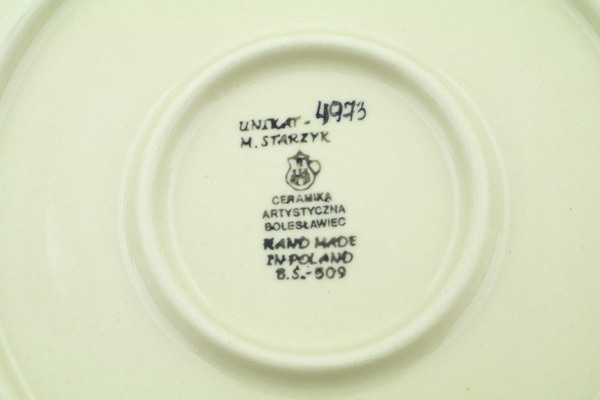 UNIKAT - 4973
M. STARZYK
CERAMIKA
ARTYSTYCZNA
BOLESŁAWIEC
HAND MADE
IN POLAND
B.Ś.-509